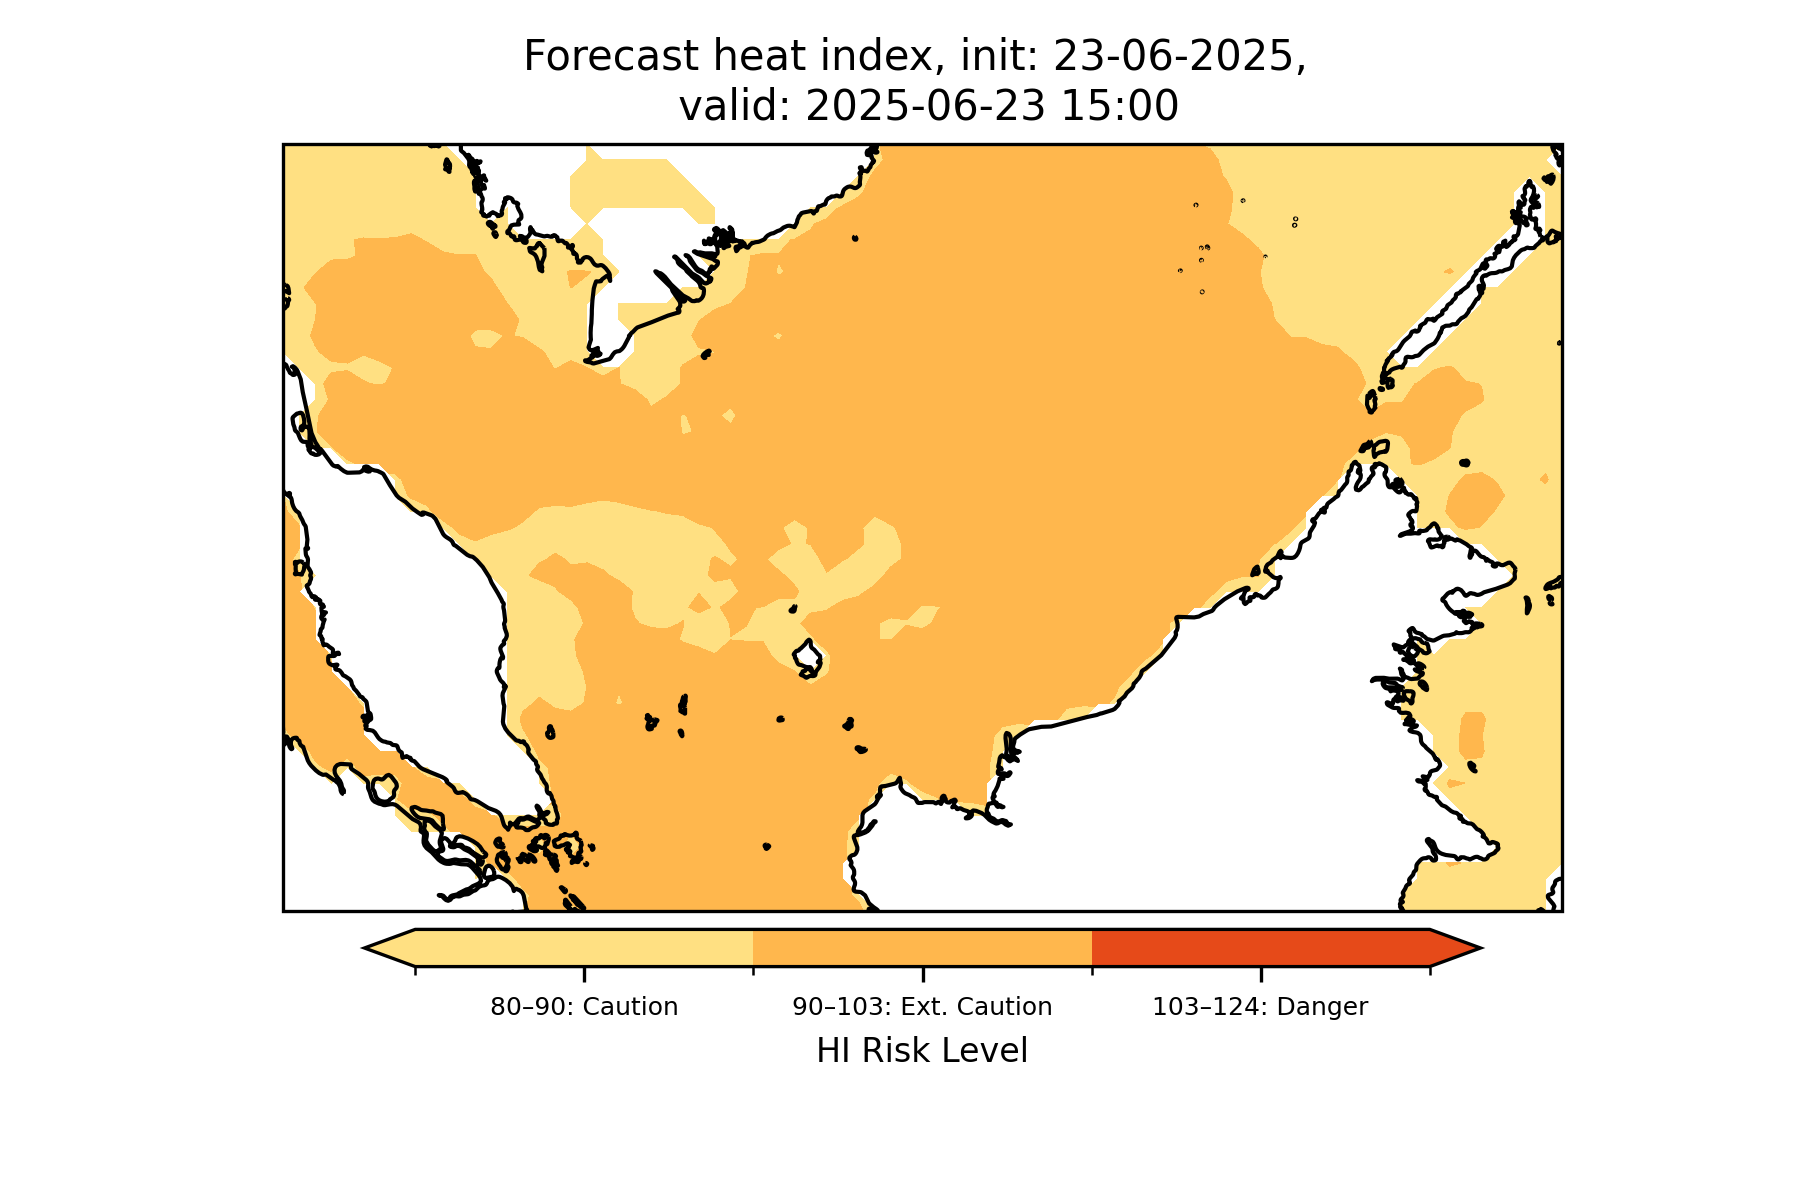 Forecast heat index, init: 23-06-2025,
valid: 2025-06-23 15:00
80–90: Caution
90–103: Ext. Caution
103–124: Danger
HI Risk Level